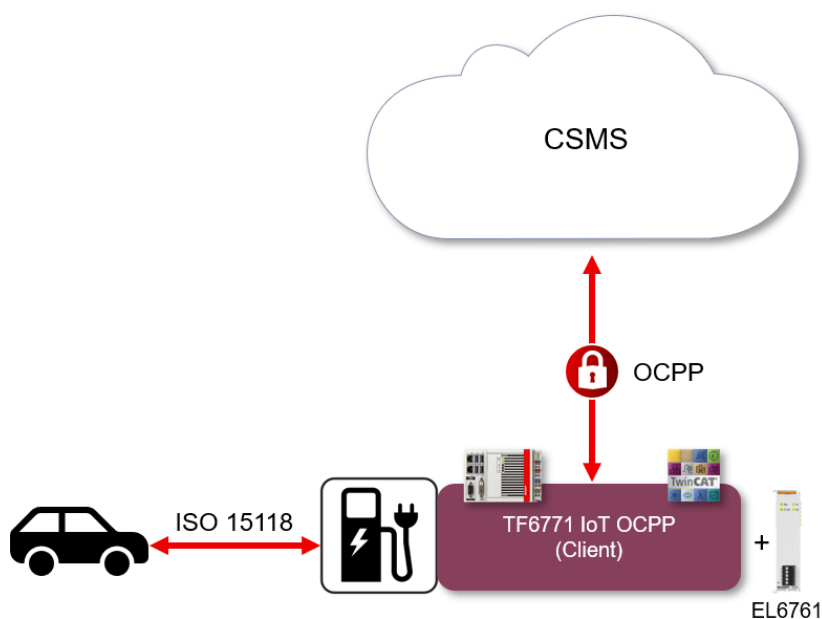 CSMS
OCPP
TwinCAT
ISO 15118
TF6771 IoT OCPP
(Client)
+
EL6761